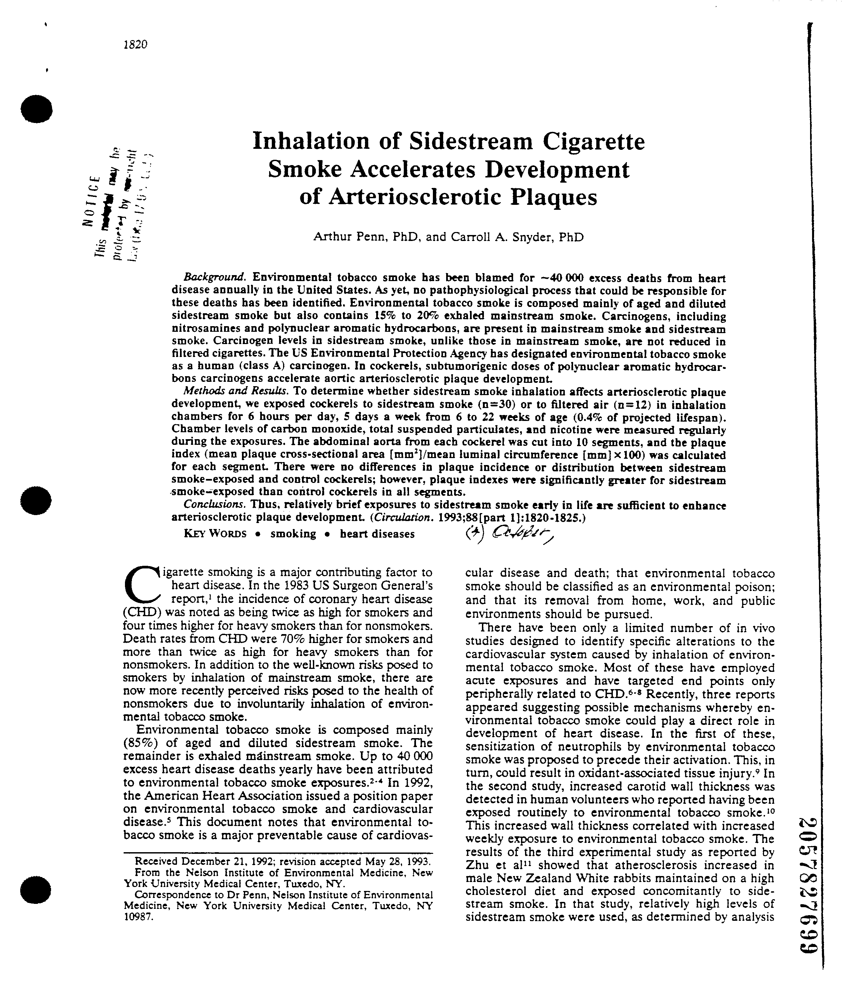 1820
NOTICE
This material may be
protected by
Inhalation of Sidestream Cigarette
Smoke Accelerates Development
of Arteriosclerotic Plaques
Arthur Penn, PhD, and Carroll A. Snyder, PhD
Background. Environmental tobacco smoke has been blamed for ~40 000 excess deaths from heart
disease annually in the United States. As yet, no pathophysiological process that could be responsible for
these deaths has been identified. Environmental tobacco smoke is composed mainly of aged and diluted
sidestream smoke but also contains 15% to 20% exhaled mainstream smoke. Carcinogens, including
nitrosamines and polynuclear aromatic hydrocarbons, are present in mainstream smoke and sidestream
smoke. Carcinogen levels in sidestream smoke, unlike those in mainstream smoke, are not reduced in
filtered cigarettes. The US Environmental Protection Agency has designated environmental tobacco smoke
as a human (class A) carcinogen. In cockerels, subtumorigenic doses of polynuclear aromatic hydrocar-
bons carcinogens accelerate aortic arteriosclerotic plaque development.
Methods and Results. To determine whether sidestream smoke inhalation affects arteriosclerotic plaque
development, we exposed cockerels to sidestream smoke (n=30) or to filtered air (n=12) in inhalation
chambers for 6 hours per day, 5 days a week from 6 to 22 weeks of age (0.4% of projected lifespan).
Chamber levels of carbon monoxide, total suspended particulates, and nicotine were measured regularly
during the exposures. The abdominal aorta from each cockerel was cut into 10 segments, and the plaque
index (mean plaque cross-sectional area [mm²]/mean luminal circumference [mm]×100) was calculated
for each segment. There were no differences in plaque incidence or distribution between sidestream
smoke–exposed and control cockerels; however, plaque indexes were significantly greater for sidestream
smoke–exposed than control cockerels in all segments.
Conclusions. Thus, relatively brief exposures to sidestream smoke early in life are sufficient to enhance
arteriosclerotic plaque development. (Circulation. 1993;88[part 1]:1820-1825.)
KEY WORDS • smoking • heart diseases
(4) October,
Cigarette smoking is a major contributing factor to
heart disease. In the 1983 US Surgeon General's
report,¹ the incidence of coronary heart disease
(CHD) was noted as being twice as high for smokers and
four times higher for heavy smokers than for nonsmokers.
Death rates from CHD were 70% higher for smokers and
more than twice as high for heavy smokers than for
nonsmokers. In addition to the well-known risks posed to
smokers by inhalation of mainstream smoke, there are
now more recently perceived risks posed to the health of
nonsmokers due to involuntarily inhalation of environ-
mental tobacco smoke.
Environmental tobacco smoke is composed mainly
(85%) of aged and diluted sidestream smoke. The
remainder is exhaled mainstream smoke. Up to 40 000
excess heart disease deaths yearly have been attributed
to environmental tobacco smoke exposures.²⁻⁴ In 1992,
the American Heart Association issued a position paper
on environmental tobacco smoke and cardiovascular
disease.⁵ This document notes that environmental to-
bacco smoke is a major preventable cause of cardiovas-
Received December 21, 1992; revision accepted May 28, 1993.
From the Nelson Institute of Environmental Medicine, New
York University Medical Center, Tuxedo, NY.
Correspondence to Dr Penn, Nelson Institute of Environmental
Medicine, New York University Medical Center, Tuxedo, NY
10987.
cular disease and death; that environmental tobacco
smoke should be classified as an environmental poison;
and that its removal from home, work, and public
environments should be pursued.
There have been only a limited number of in vivo
studies designed to identify specific alterations to the
cardiovascular system caused by inhalation of environ-
mental tobacco smoke. Most of these have employed
acute exposures and have targeted end points only
peripherally related to CHD.⁶⁻⁸ Recently, three reports
appeared suggesting possible mechanisms whereby en-
vironmental tobacco smoke could play a direct role in
development of heart disease. In the first of these,
sensitization of neutrophils by environmental tobacco
smoke was proposed to precede their activation. This, in
turn, could result in oxidant-associated tissue injury.⁹ In
the second study, increased carotid wall thickness was
detected in human volunteers who reported having been
exposed routinely to environmental tobacco smoke.¹⁰
This increased wall thickness correlated with increased
weekly exposure to environmental tobacco smoke. The
results of the third experimental study as reported by
Zhu et al¹¹ showed that atherosclerosis increased in
male New Zealand White rabbits maintained on a high
cholesterol diet and exposed concomitantly to side-
stream smoke. In that study, relatively high levels of
sidestream smoke were used, as determined by analysis
2057827699